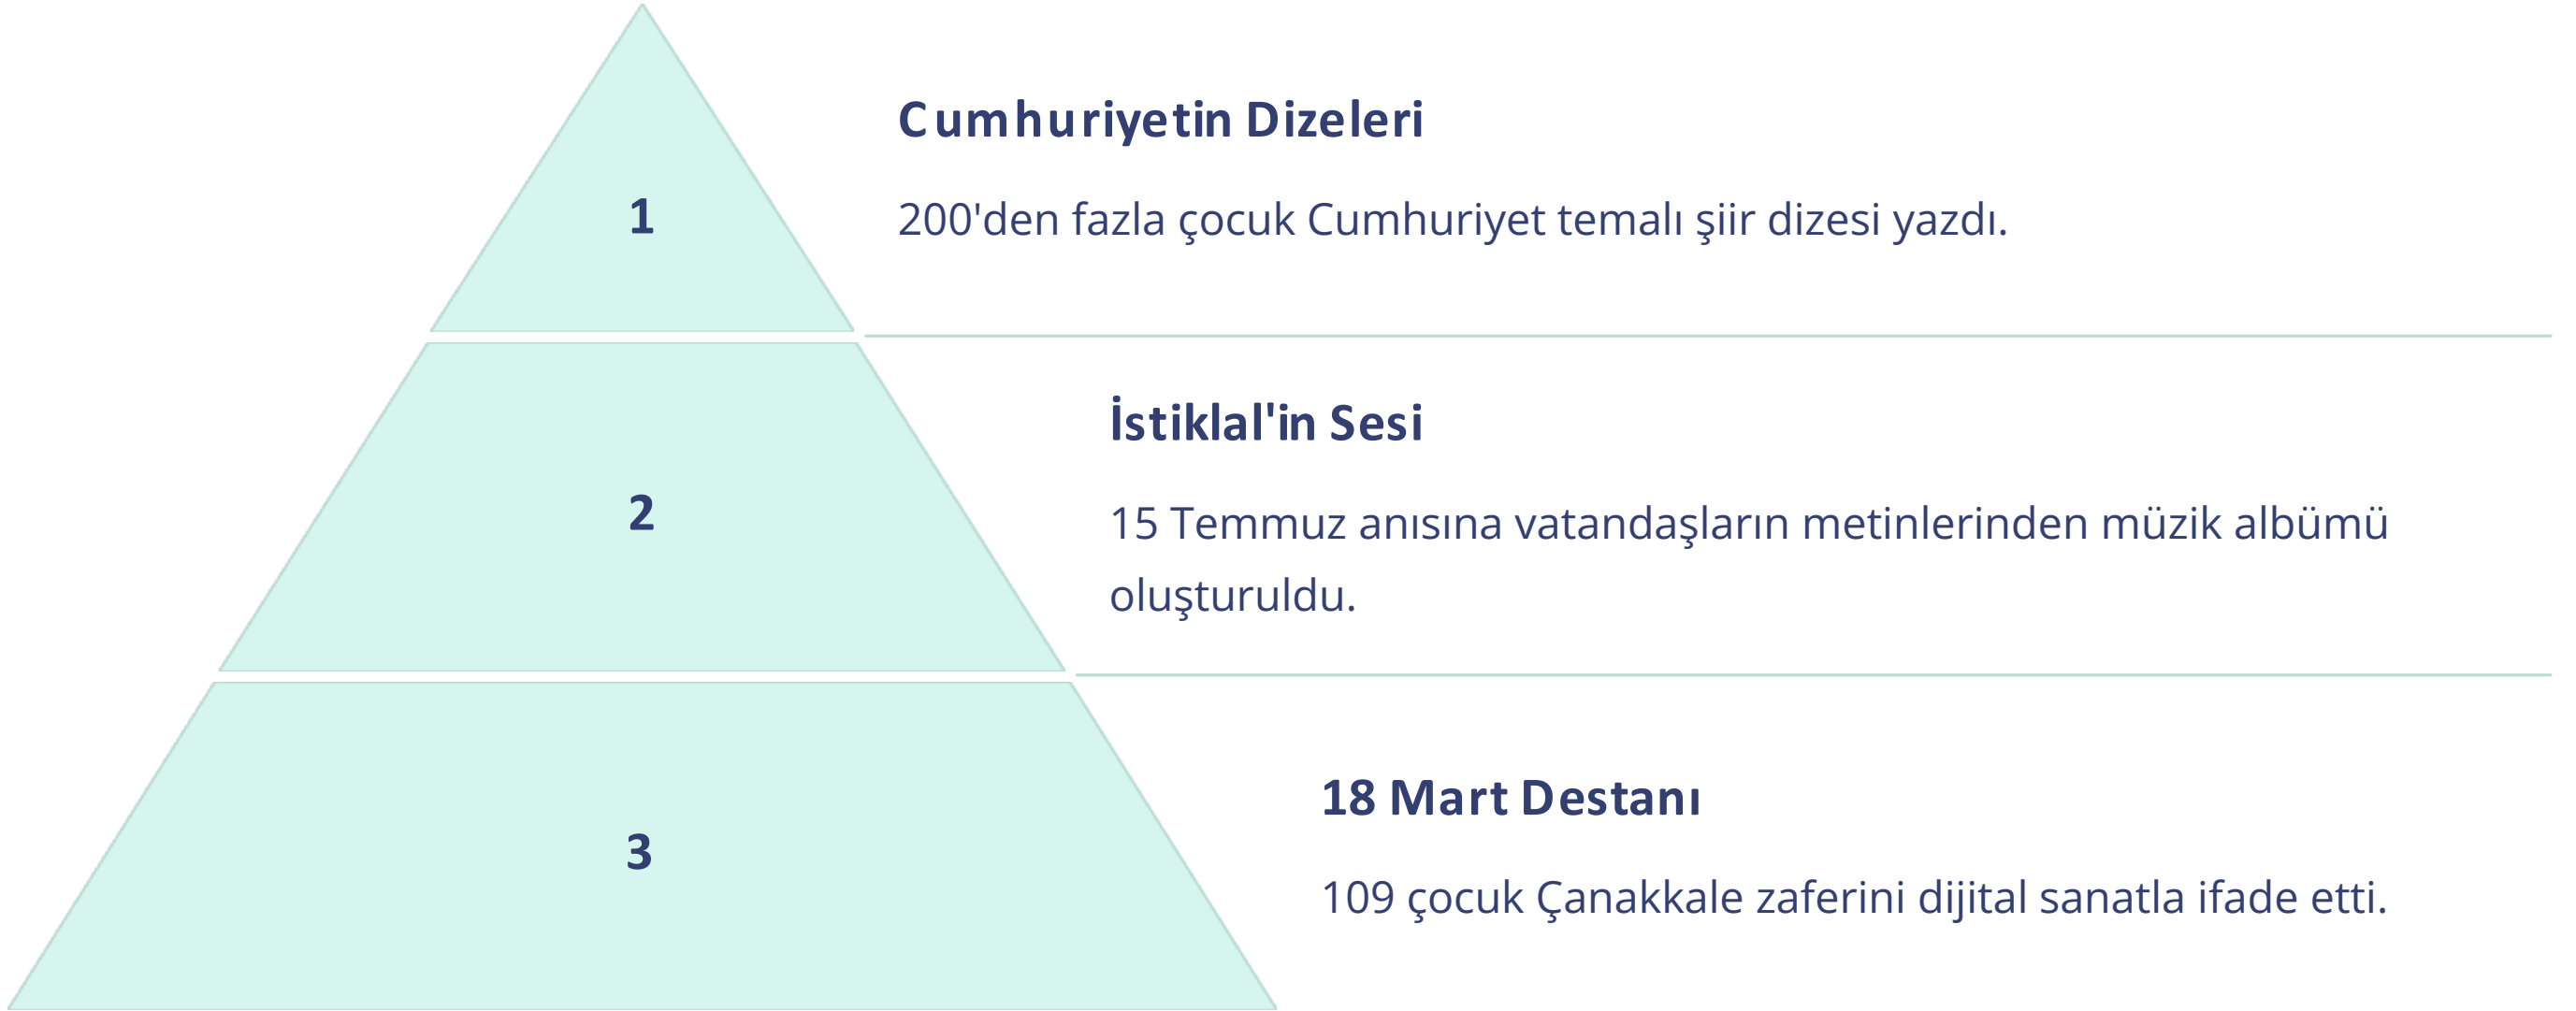 1
Cumhuriyetin Dizeleri
200'den fazla çocuk Cumhuriyet temalı şiir dizesi yazdı.
2
İstiklal'in Sesi
15 Temmuz anısına vatandaşların metinlerinden müzik albümü
oluşturuldu.
3
18 Mart Destanı
109 çocuk Çanakkale zaferini dijital sanatla ifade etti.